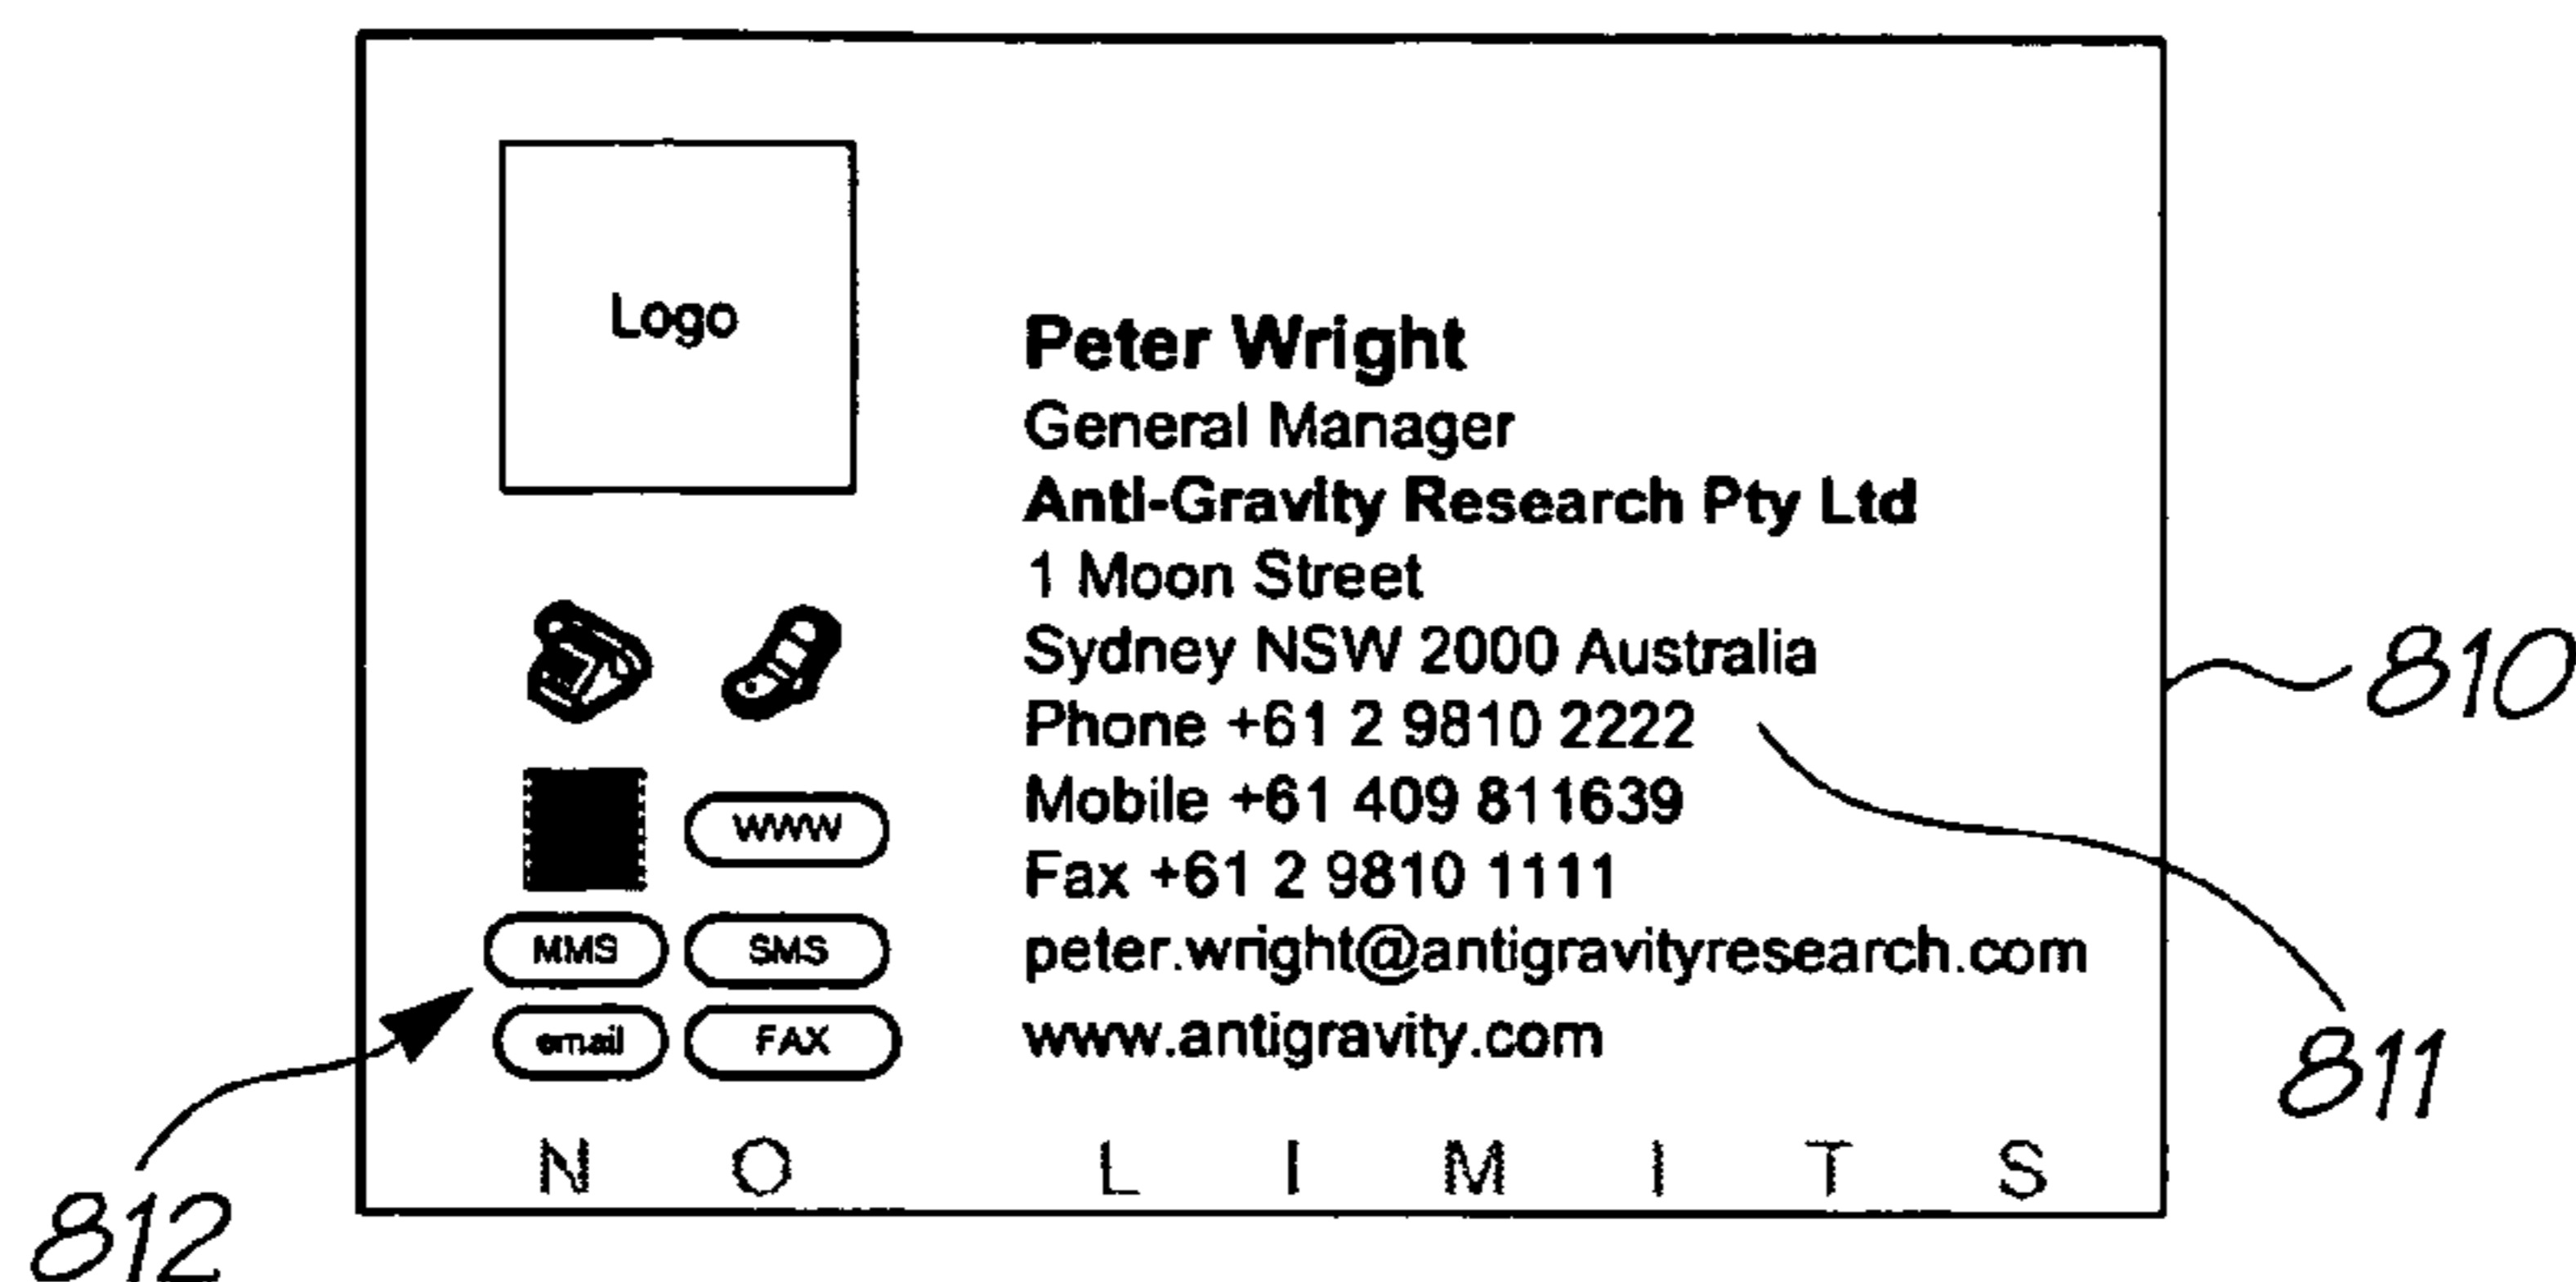 Logo
Peter Wright
General Manager
Anti-Gravity Research Pty Ltd
1 Moon Street
Sydney NSW 2000 Australia
Phone +61 2 9810 2222
Mobile +61 409 811639
Fax +61 2 9810 1111
peter.wright@antigravityresearch.com
www.antigravity.com
WWW
MMS SMS
email FAX
N O L I M I T S
810
811
812